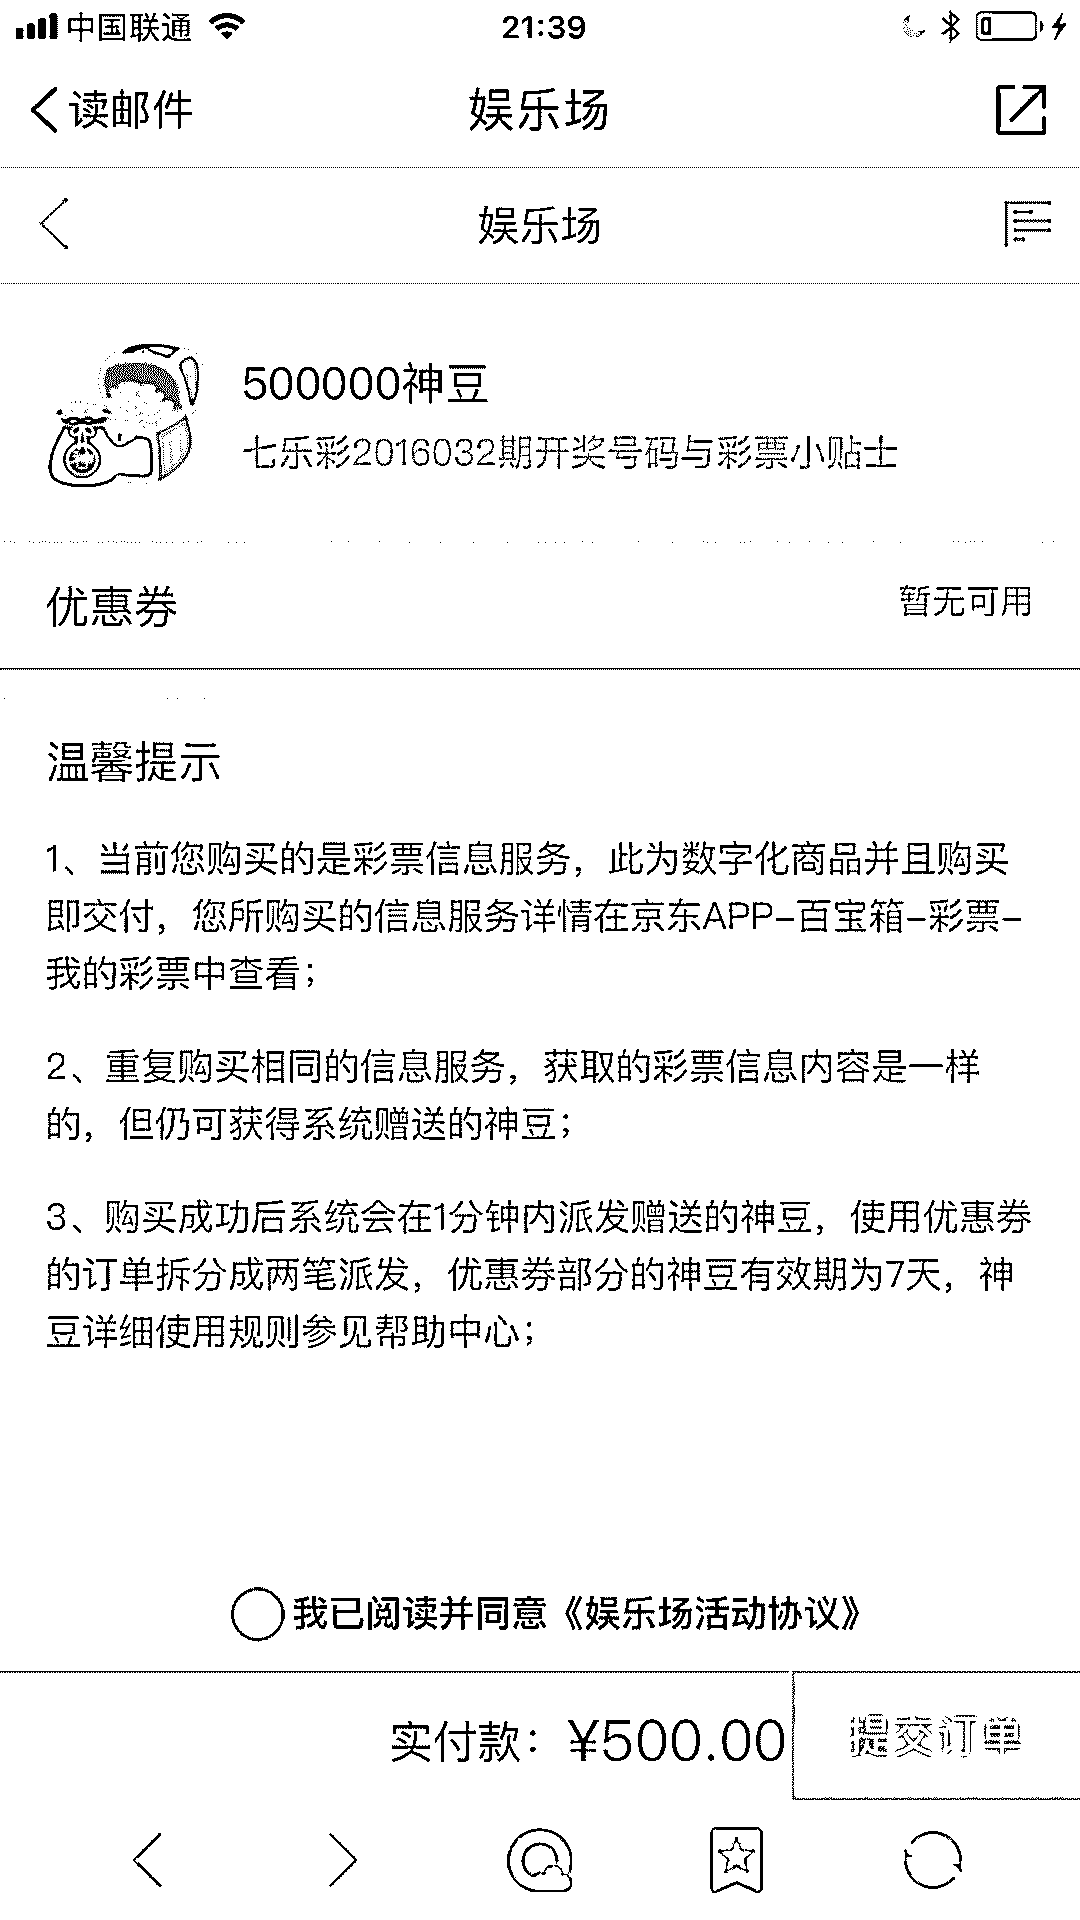 中国联通 21:39
读邮件 娱乐场
娱乐场
500000神豆
七乐彩2016032期开奖号码与彩票小贴士
优惠券 暂无可用
温馨提示
1、当前您购买的是彩票信息服务，此为数字化商品并且购买
即交付，您所购买的信息服务详情在京东APP-百宝箱-彩票-
我的彩票中查看；
2、重复购买相同的信息服务，获取的彩票信息内容是一样
的，但仍可获得系统赠送的神豆；
3、购买成功后系统会在1分钟内派发赠送的神豆，使用优惠券
的订单拆分成两笔派发，优惠券部分的神豆有效期为7天，神
豆详细使用规则参见帮助中心；
我已阅读并同意《娱乐场活动协议》
实付款：¥500.00 提交订单